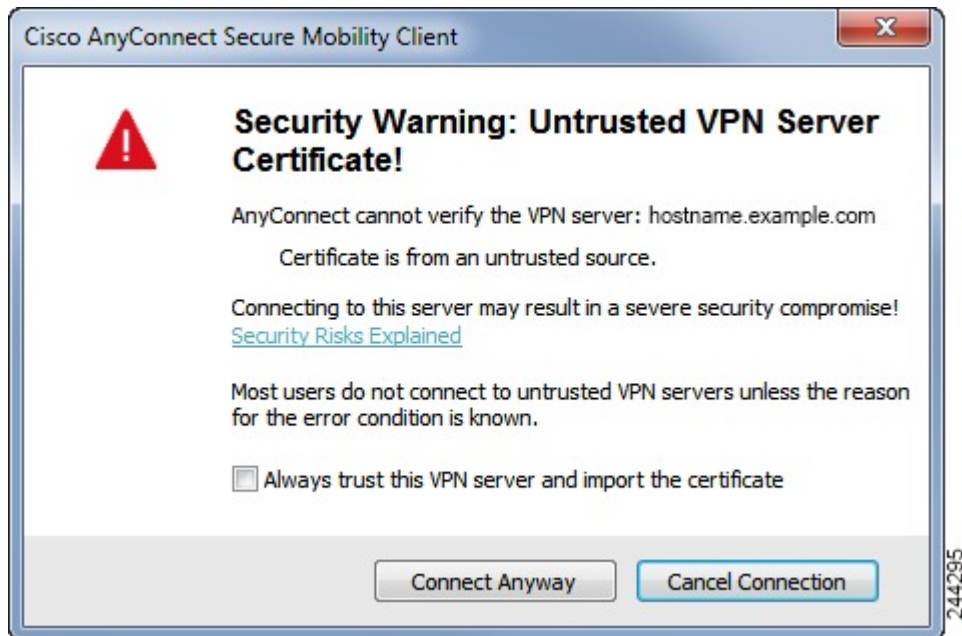 Cisco AnyConnect Secure Mobility Client
Security Warning: Untrusted VPN Server
Certificate!
AnyConnect cannot verify the VPN server: hostname.example.com
Certificate is from an untrusted source.
Connecting to this server may result in a severe security compromise!
Security Risks Explained
Most users do not connect to untrusted VPN servers unless the reason
for the error condition is known.
Always trust this VPN server and import the certificate
Connect Anyway
Cancel Connection
244295